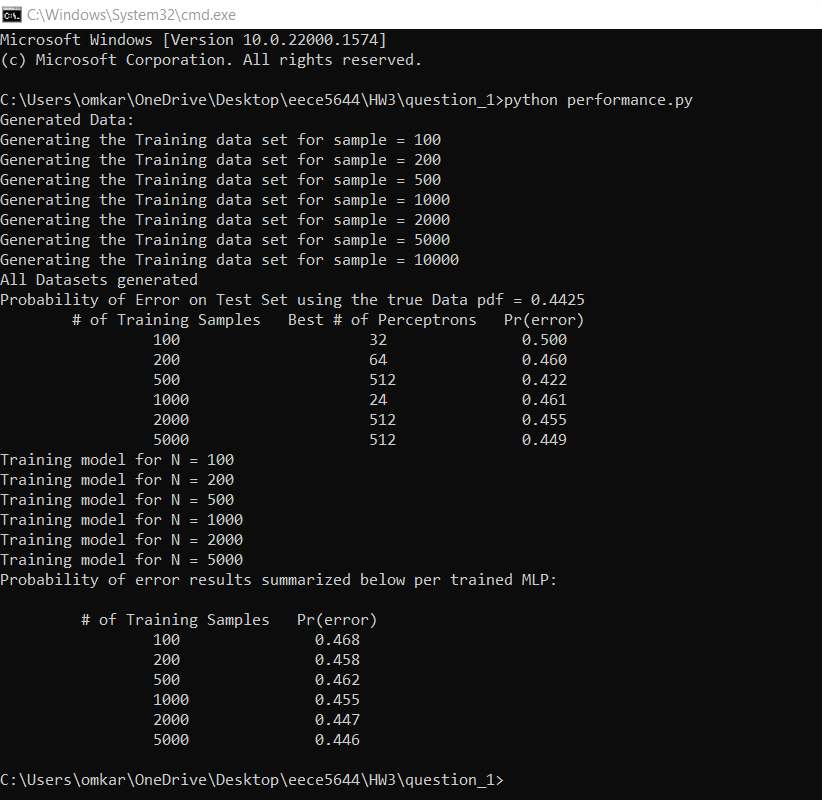 C:\Windows\System32\cmd.exe
Microsoft Windows [Version 10.0.22000.1574]
(c) Microsoft Corporation. All rights reserved.
C:\Users\omkar\OneDrive\Desktop\eece5644\HW3\question_1>python performance.py
Generated Data:
Generating the Training data set for sample = 100
Generating the Training data set for sample = 200
Generating the Training data set for sample = 500
Generating the Training data set for sample = 1000
Generating the Training data set for sample = 2000
Generating the Training data set for sample = 5000
Generating the Training data set for sample = 10000
All Datasets generated
Probability of Error on Test Set using the true Data pdf = 0.4425
# of Training Samples Best # of Perceptrons Pr(error)
100 32 0.500
200 64 0.460
500 512 0.422
1000 24 0.461
2000 512 0.455
5000 512 0.449
Training model for N = 100
Training model for N = 200
Training model for N = 500
Training model for N = 1000
Training model for N = 2000
Training model for N = 5000
Probability of error results summarized below per trained MLP:
# of Training Samples Pr(error)
100 0.468
200 0.458
500 0.462
1000 0.455
2000 0.447
5000 0.446
C:\Users\omkar\OneDrive\Desktop\eece5644\HW3\question_1>